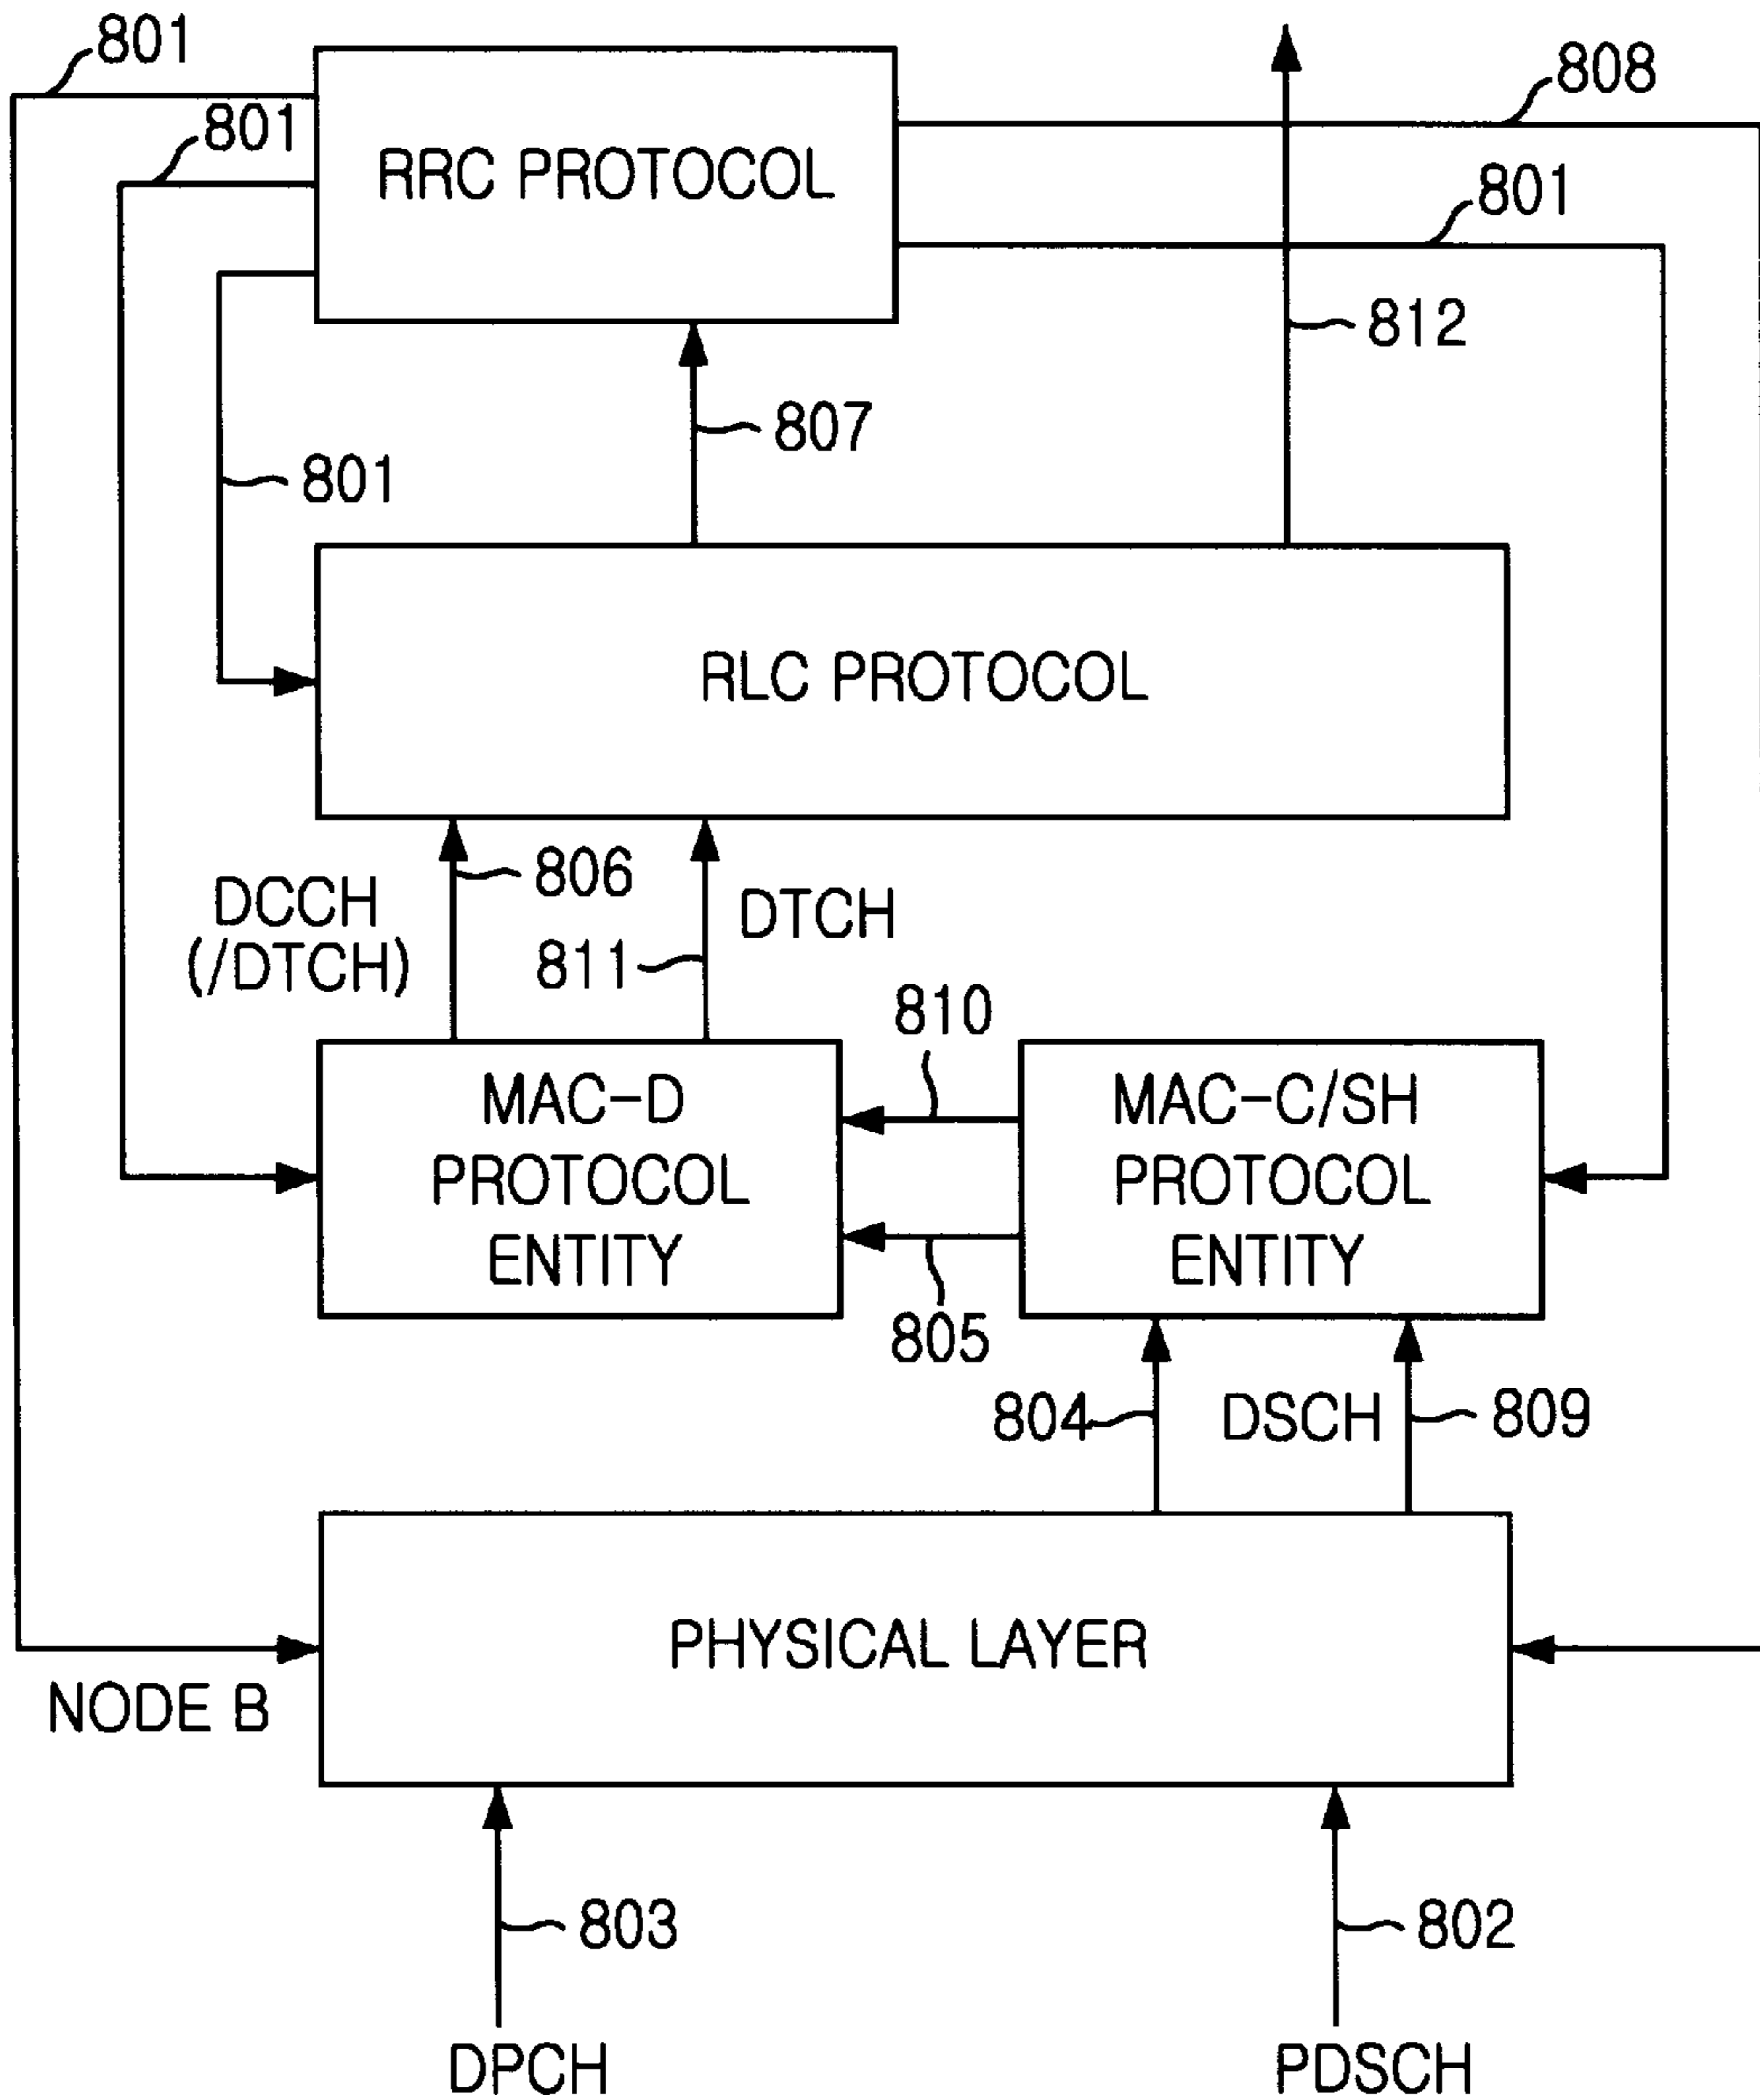 801
808
801
RRC PROTOCOL
801
812
807
801
RLC PROTOCOL
806
DCCH
(/DTCH)
DTCH
811
810
MAC-D
PROTOCOL
ENTITY
MAC-C/SH
PROTOCOL
ENTITY
805
804
DSCH
809
PHYSICAL LAYER
NODE B
803
802
DPCH
PDSCH